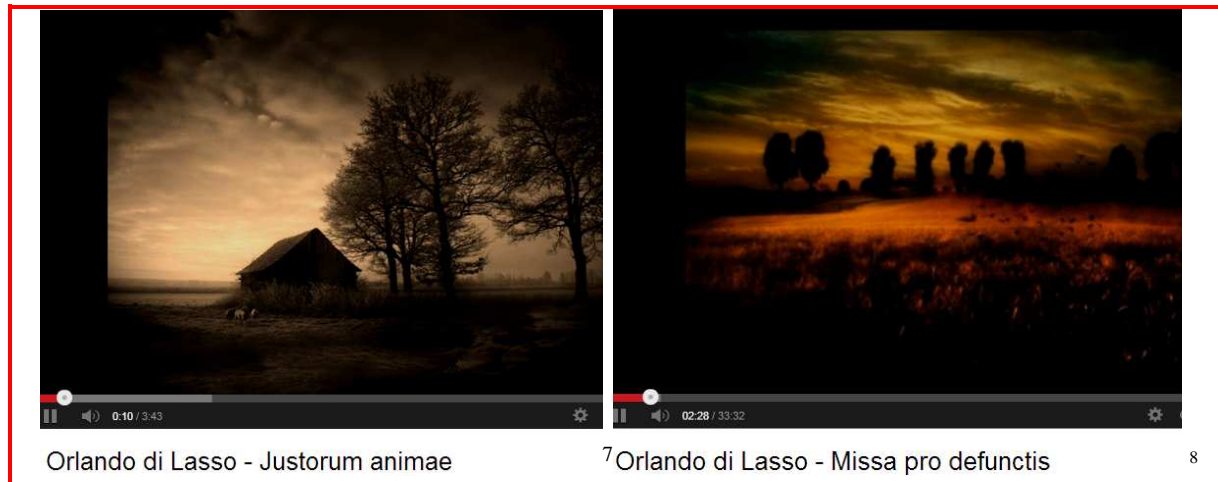 0:10 / 3:43
02:28 / 33:32
Orlando di Lasso - Justorum animae 7
Orlando di Lasso - Missa pro defunctis 8